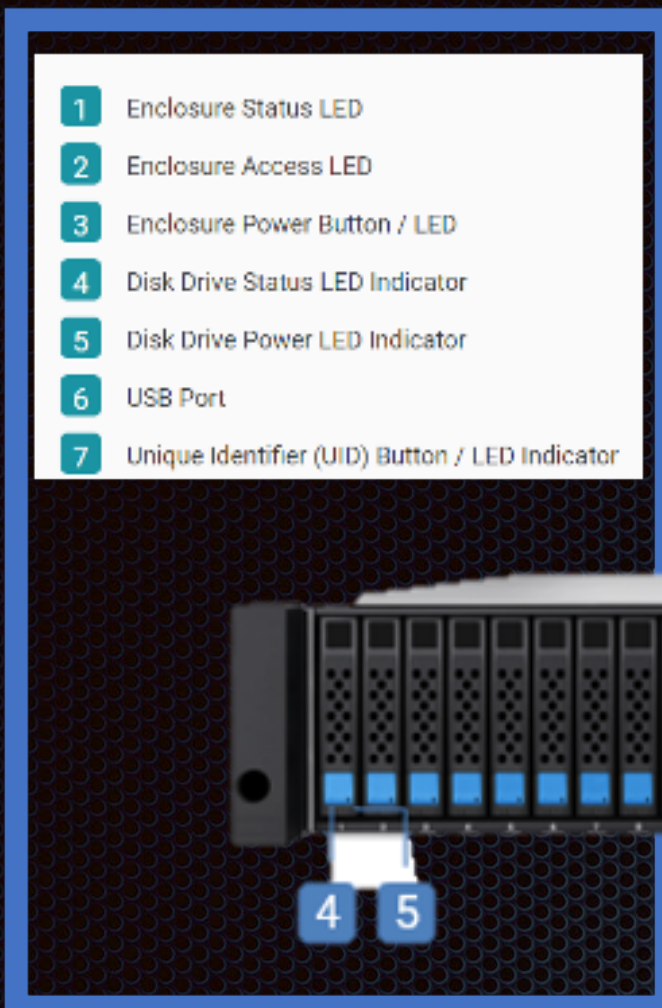 1 Enclosure Status LED
2 Enclosure Access LED
3 Enclosure Power Button / LED
4 Disk Drive Status LED Indicator
5 Disk Drive Power LED Indicator
6 USB Port
7 Unique Identifier (UID) Button / LED Indicator
4 5